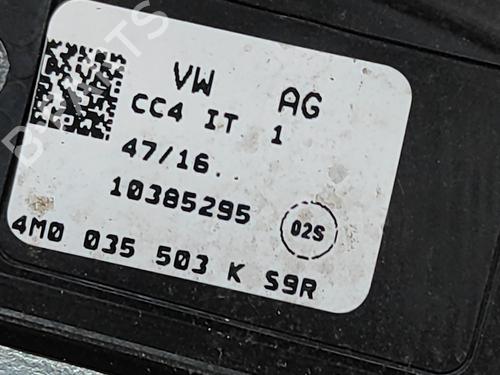 VW AG
CC4 IT 1
47/16..
10385295
02S
4M0 035 503 K S9R